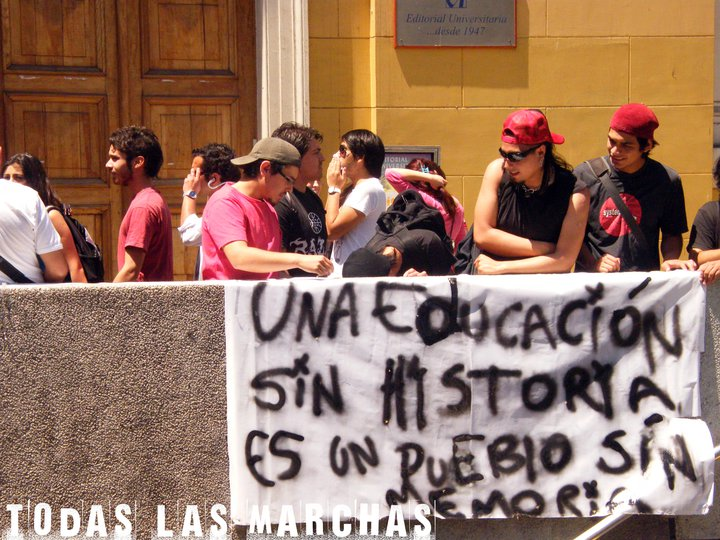 Editorial Universitaria
...desde 1947
UNA EDUCACIÓN
SIN HISTORIA
ES UN PUEBLO SIN
MEMORIA
TODAS LAS MARCHAS